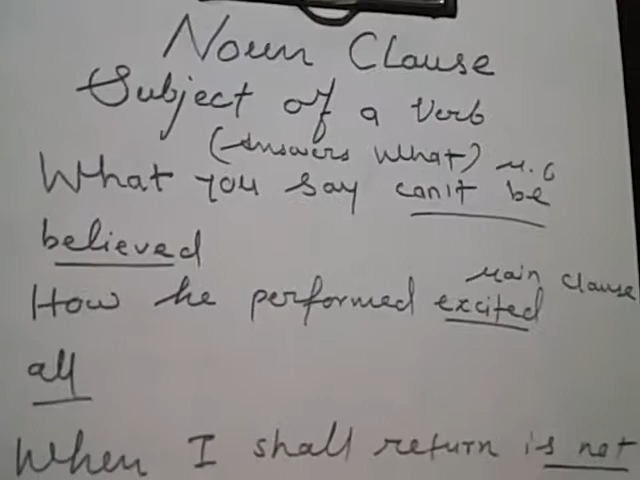 Noun Clause
Subject of a Verb
(Answers What) M.C
What you say can't be
believed
Main Clause
How he performed excited
all
When I shall return is not